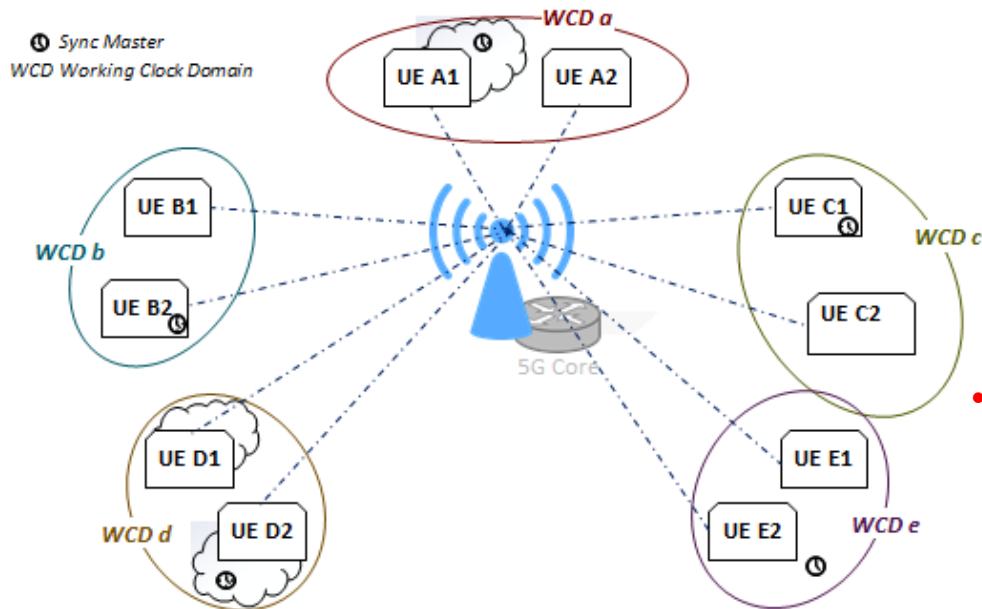 WCD a
Sync Master
WCD Working Clock Domain
UE A1
UE A2
UE B1
UE C1
WCD b
WCD c
UE B2
UE C2
5G Core
UE D1
UE E1
WCD d
UE D2
UE E2
WCD e